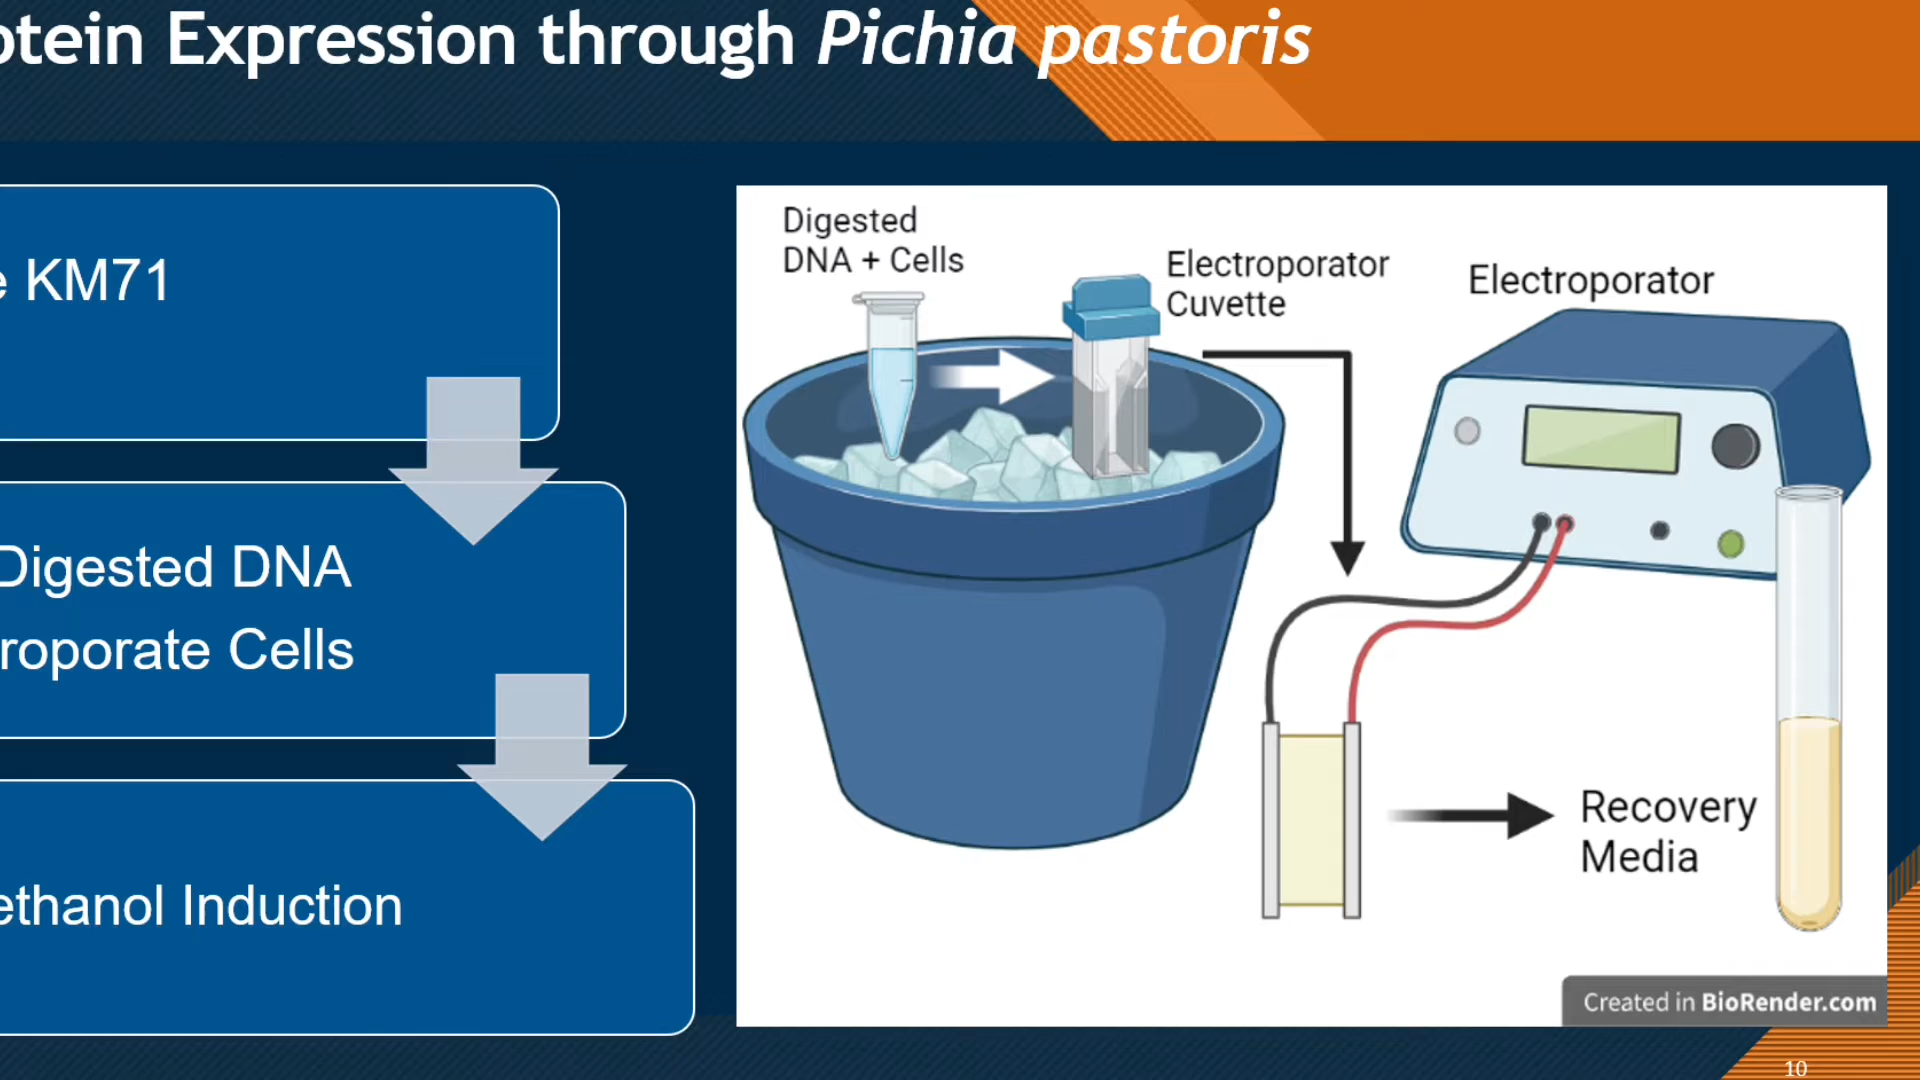 otein Expression through Pichia pastoris
e KM71
Digested DNA
roporate Cells
ethanol Induction
Digested
DNA + Cells
Electroporator
Cuvette
Electroporator
Recovery
Media
Created in BioRender.com
10